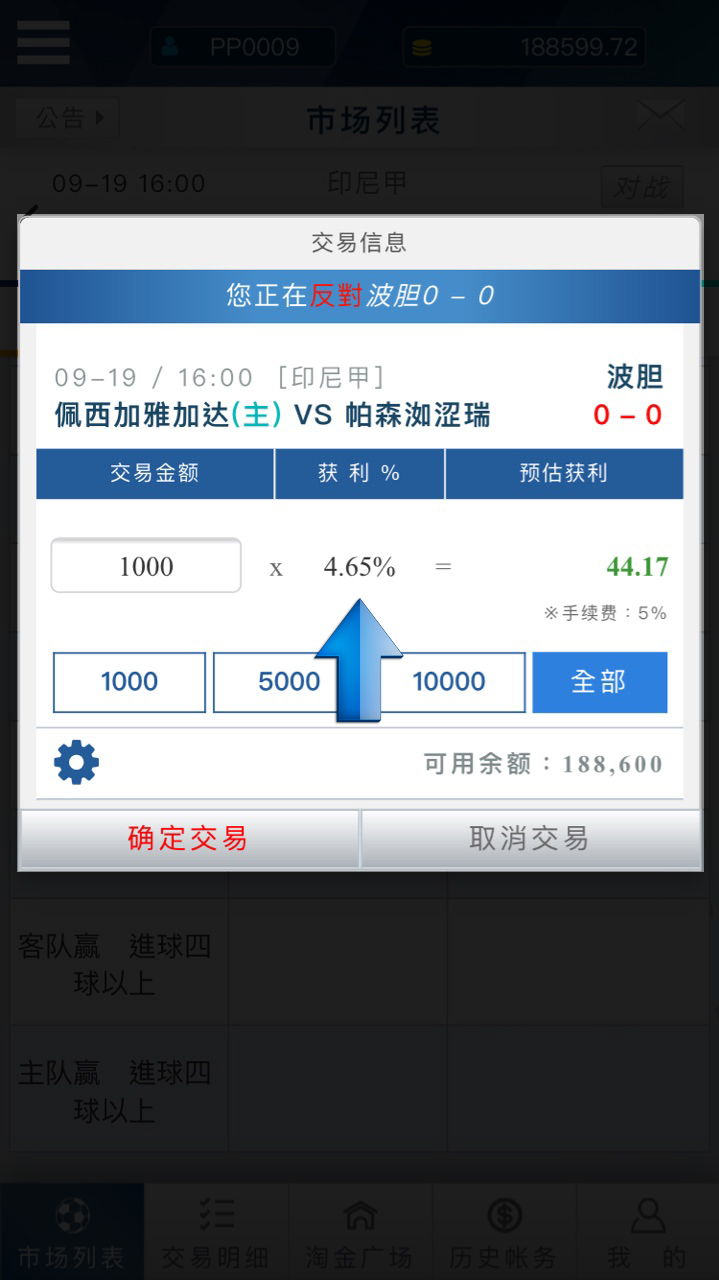 PP0009 188599.72
公告 市场列表
09-19 16:00 印尼甲 对战
交易信息
您正在反對波胆0 - 0
09-19 / 16:00 [印尼甲] 波胆
佩西加雅加达(主) VS 帕森洳涩瑞 0 - 0
交易金额 获 利 % 预估获利
1000 x 4.65% = 44.17
※手续费：5%
1000 5000 10000 全部
可用余额：188,600
确定交易 取消交易
客队赢 進球四
球以上
主队赢 進球四
球以上
市场列表 交易明细 淘金广场 历史帐务 我 的